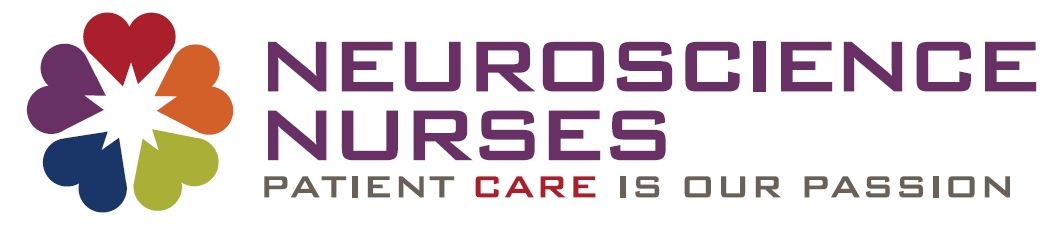 NEUROSCIENCE
NURSES
PATIENT CARE IS OUR PASSION